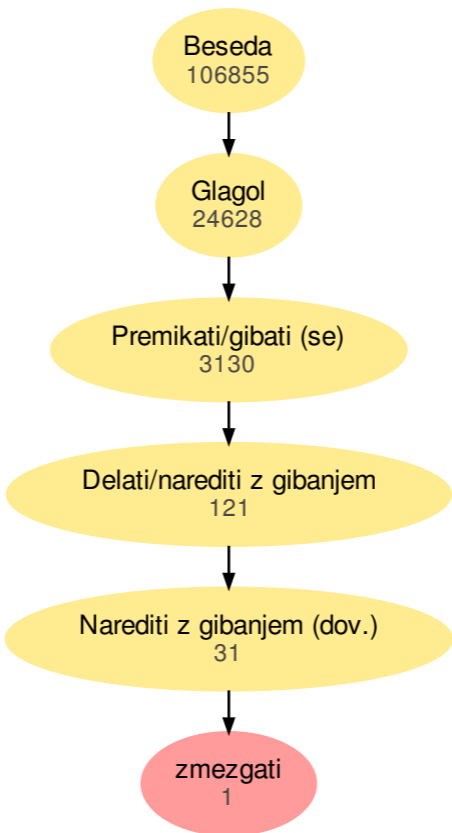 Beseda
106855
Glagol
24628
Premikati/gibati (se)
3130
Delati/narediti z gibanjem
121
Narediti z gibanjem (dov.)
31
zmezgati
1